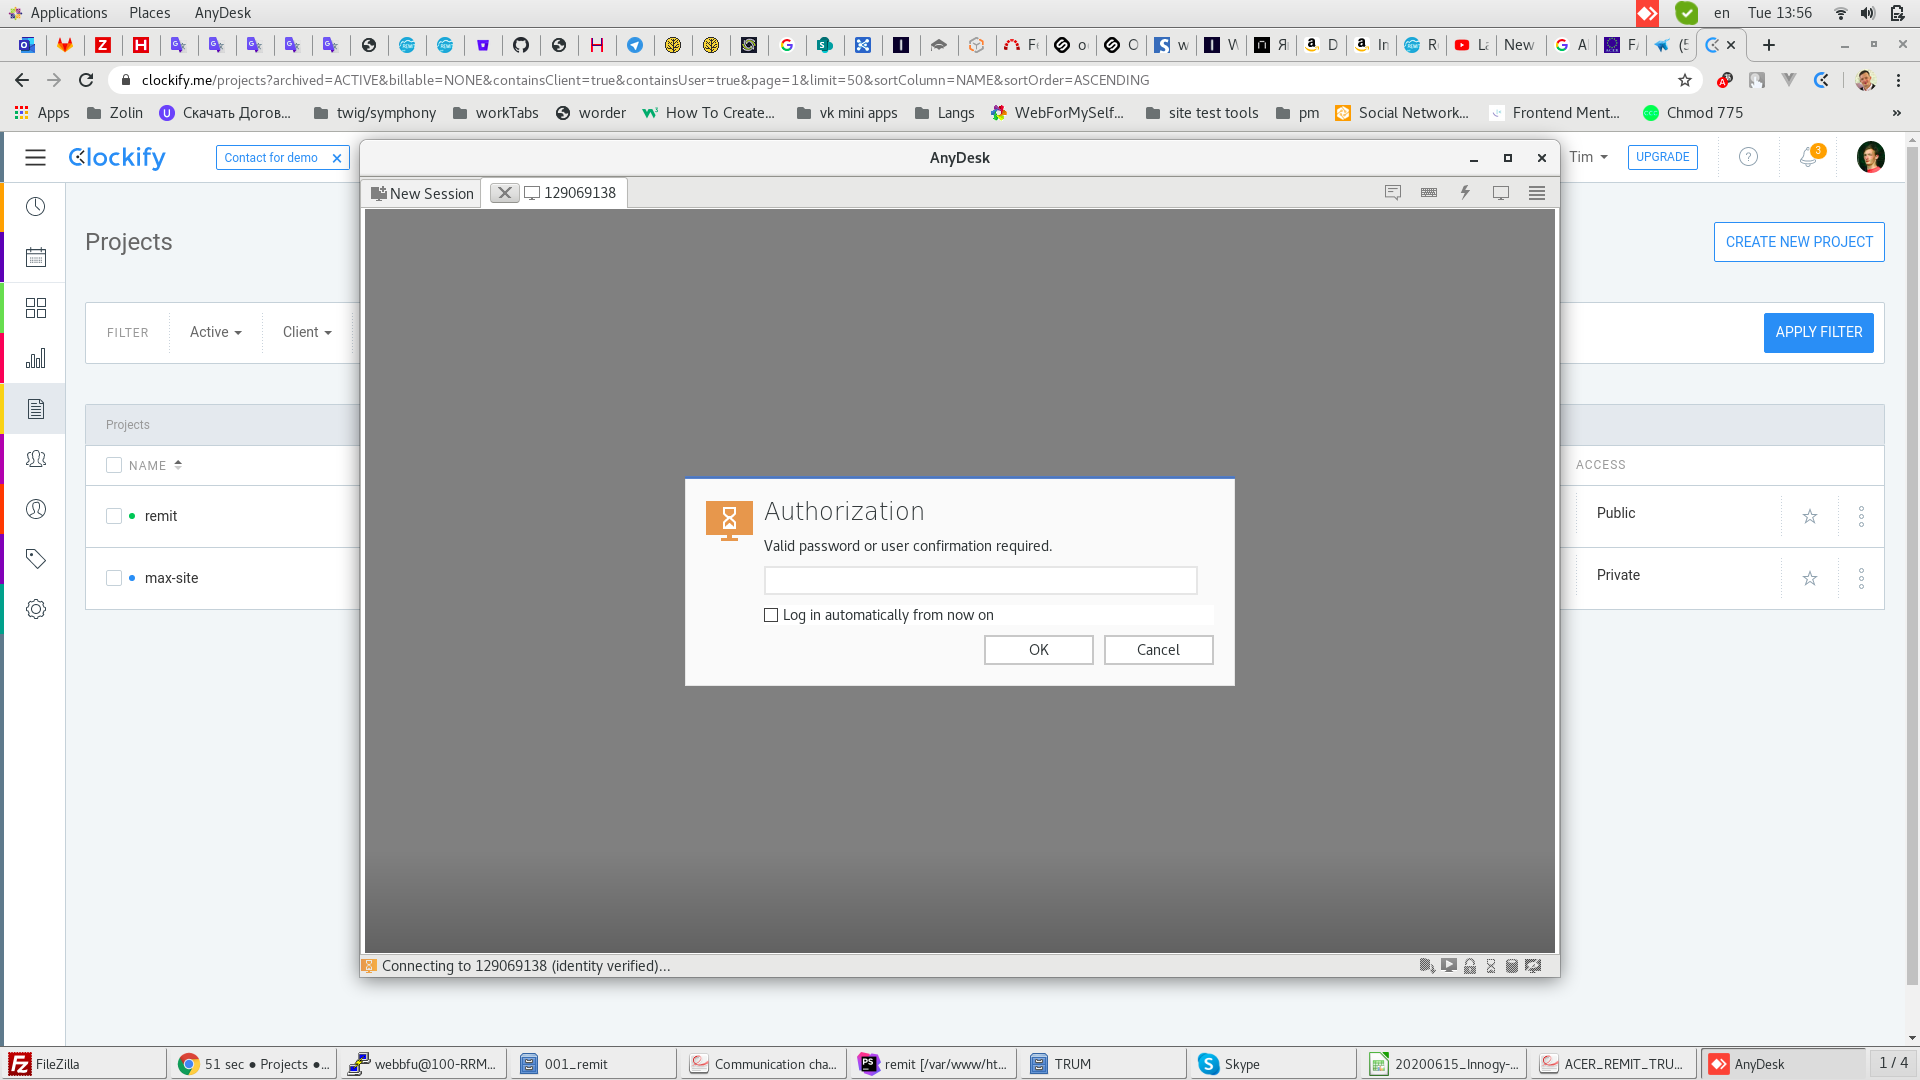 Applications Places AnyDesk en Tue 13:56
New
clockify.me/projects?archived=ACTIVE&billable=NONE&containsClient=true&containsUser=true&page=1&limit=50&sortColumn=NAME&sortOrder=ASCENDING
Apps Zolin Скачать Догов... twig/symphony workTabs worder How To Create... vk mini apps Langs WebForMySelf... site test tools pm Social Network... Frontend Ment... Chmod 775 »
Clockify Contact for demo Tim UPGRADE 3
AnyDesk
New Session 129069138
Projects
CREATE NEW PROJECT
FILTER Active Client
APPLY FILTER
Projects
NAME ACCESS
remit Public
max-site Private
Authorization
Valid password or user confirmation required.
Log in automatically from now on
OK Cancel
Connecting to 129069138 (identity verified)...
FileZilla 51 sec ● Projects ●... webbfu@100-RRM... 001_remit Communication cha... remit [/var/www/ht... TRUM Skype 20200615_Innogy-... ACER_REMIT_TRU... AnyDesk 1 / 4